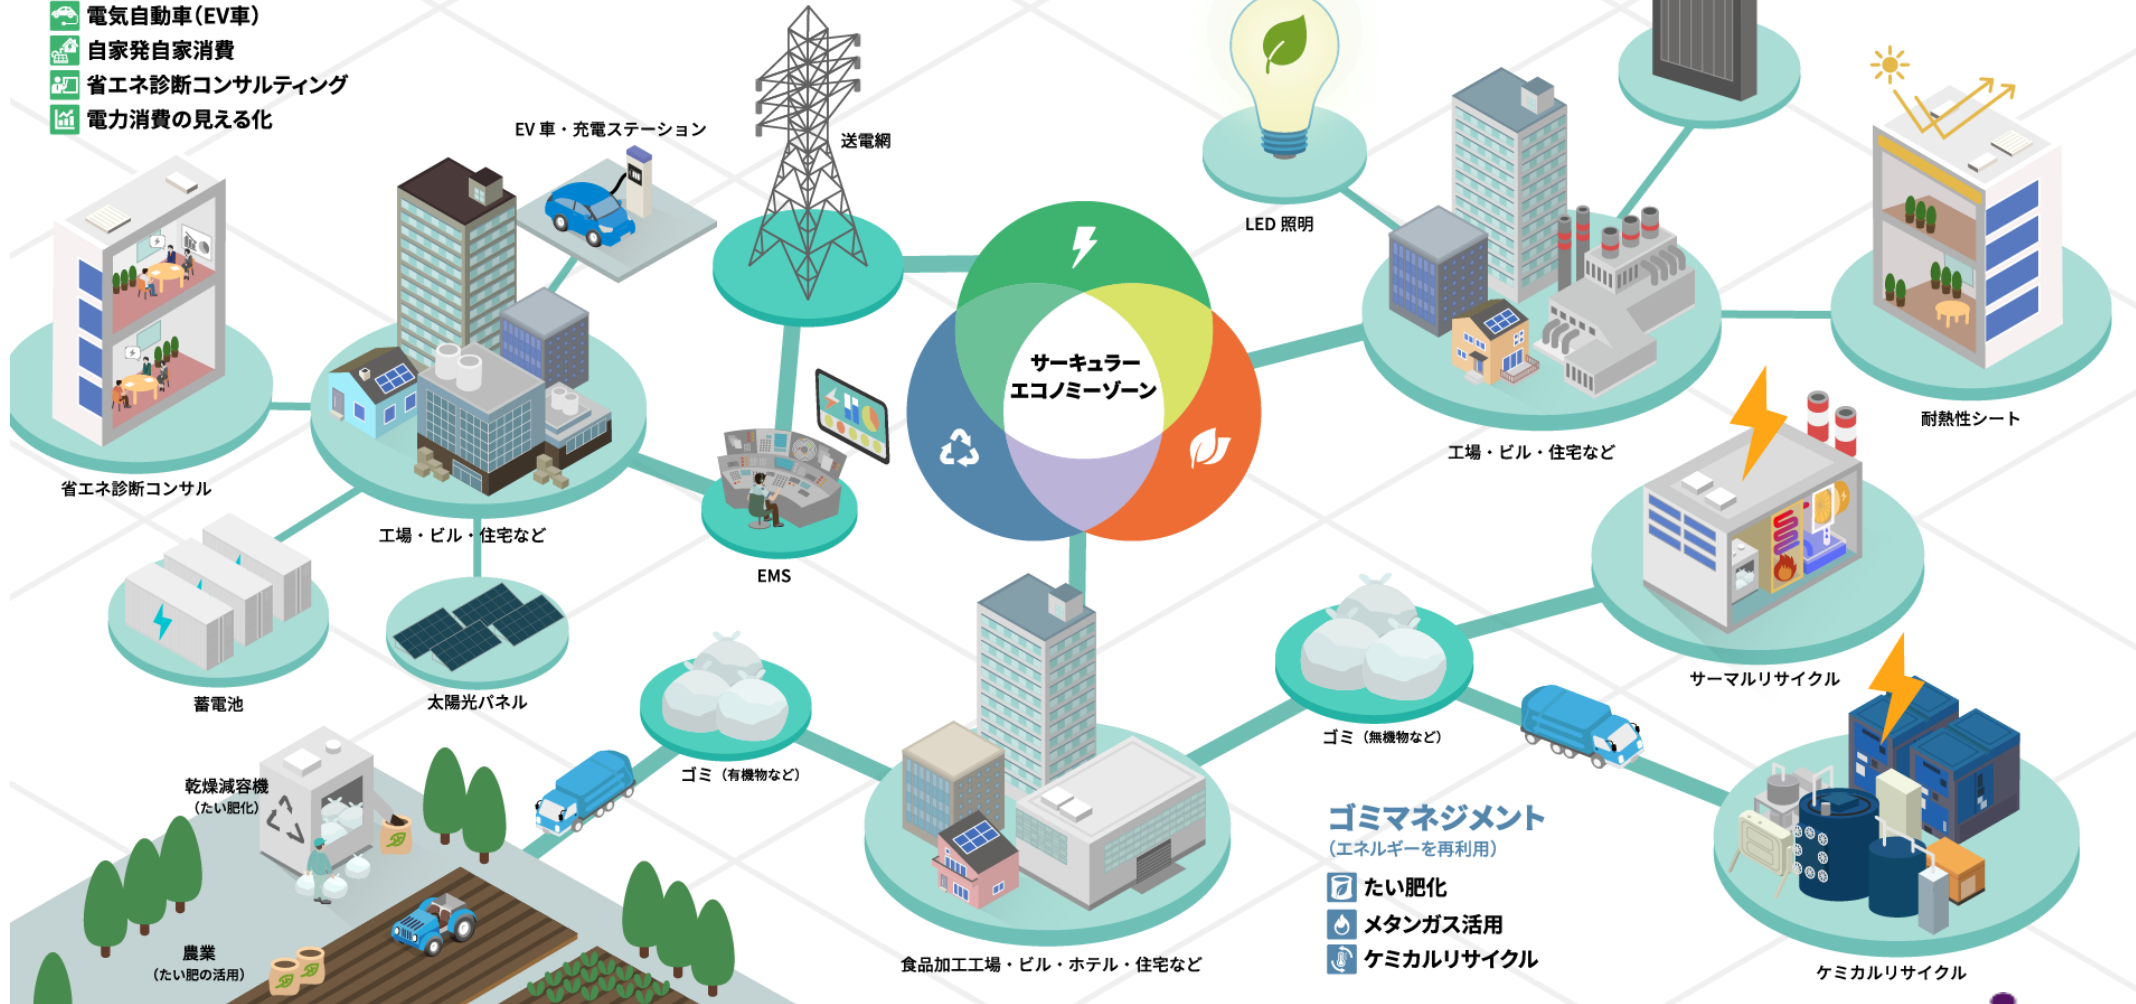 電気自動車（EV車）
自家発自家消費
省エネ診断コンサルティング
電力消費の見える化
EV 車・充電ステーション
送電網
LED 照明
サーキュラー
エコノミーゾーン
耐熱性シート
工場・ビル・住宅など
省エネ診断コンサル
工場・ビル・住宅など
EMS
サーマルリサイクル
蓄電池
太陽光パネル
ゴミ（無機物など）
ゴミ（有機物など）
乾燥減容機
（たい肥化）
ゴミマネジメント
（エネルギーを再利用）
たい肥化
メタンガス活用
ケミカルリサイクル
農業
（たい肥の活用）
食品加工工場・ビル・ホテル・住宅など
ケミカルリサイクル